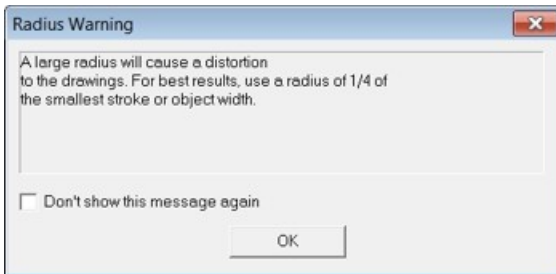 Radius Warning
A large radius will cause a distortion
to the drawings. For best results, use a radius of 1/4 of
the smallest stroke or object width.
Don't show this message again
OK